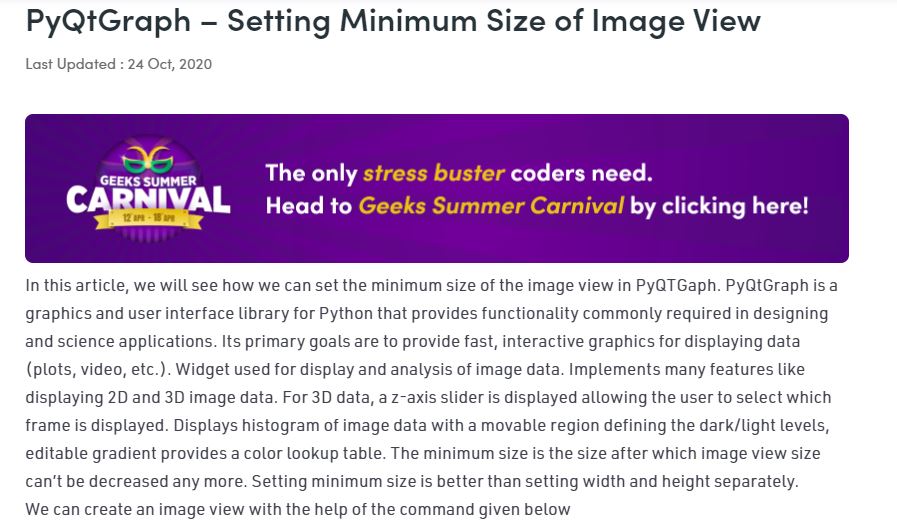 PyQtGraph – Setting Minimum Size of Image View
Last Updated : 24 Oct, 2020
GEEKS SUMMER
CARNIVAL
12 APR - 18 APR
The only stress buster coders need.
Head to Geeks Summer Carnival by clicking here!
In this article, we will see how we can set the minimum size of the image view in PyQTGaph. PyQtGraph is a
graphics and user interface library for Python that provides functionality commonly required in designing
and science applications. Its primary goals are to provide fast, interactive graphics for displaying data
(plots, video, etc.). Widget used for display and analysis of image data. Implements many features like
displaying 2D and 3D image data. For 3D data, a z-axis slider is displayed allowing the user to select which
frame is displayed. Displays histogram of image data with a movable region defining the dark/light levels,
editable gradient provides a color lookup table. The minimum size is the size after which image view size
can’t be decreased any more. Setting minimum size is better than setting width and height separately.
We can create an image view with the help of the command given below